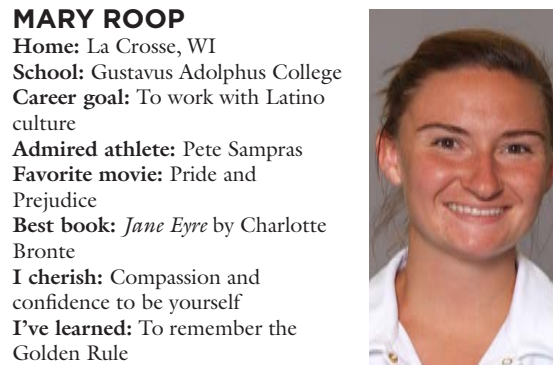 MARY ROOP
Home: La Crosse, WI
School: Gustavus Adolphus College
Career goal: To work with Latino
culture
Admired athlete: Pete Sampras
Favorite movie: Pride and
Prejudice
Best book: Jane Eyre by Charlotte
Bronte
I cherish: Compassion and
confidence to be yourself
I've learned: To remember the
Golden Rule